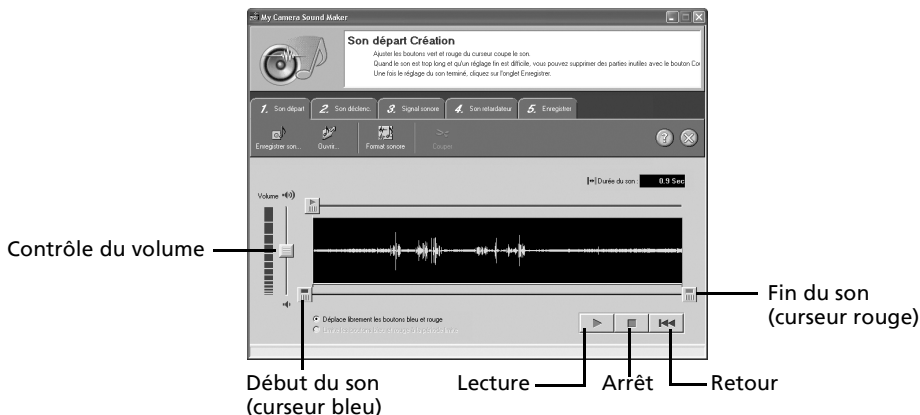 My Camera Sound Maker
Son départ Création
Ajuster les boutons vert et rouge du curseur coupe le son.
Quand le son est trop long et qu'un réglage fin est difficile, vous pouvez supprimer des parties inutiles avec le bouton Cou
Une fois le réglage du son terminé, cliquez sur l'onglet Enregistrer.
1. Son départ 2. Son déclenc. 3. Signal sonore 4. Son retardateur 5. Enregistrer
Enregistrer son... Ouvrir... Format sonore Couper
Durée du son : 0.9 Sec
Volume
Contrôle du volume
Fin du son
(curseur rouge)
Déplace librement les boutons bleu et rouge
Début du son
(curseur bleu)
Lecture
Arrêt
Retour